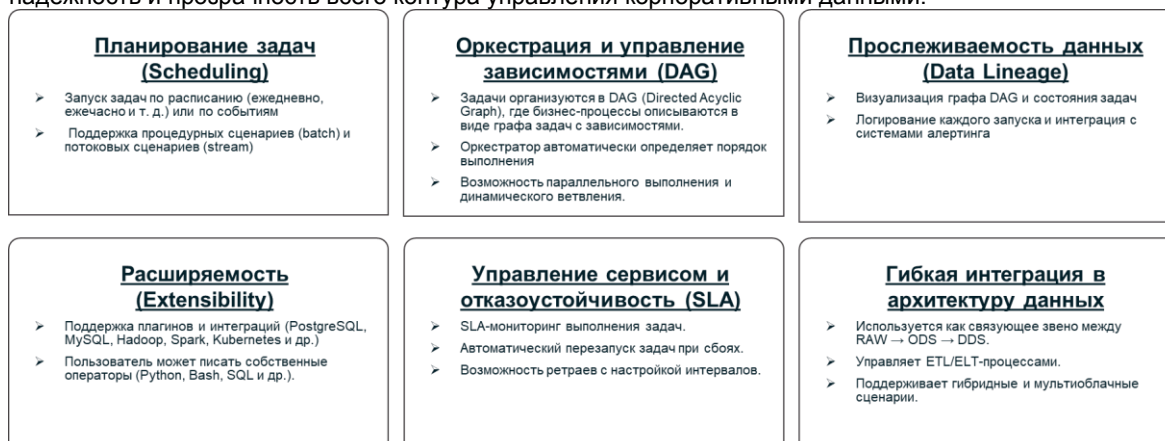 надежность и прозрачность всего контура управления корпоративными данными.
Планирование задач
(Scheduling)
➢ Запуск задач по расписанию (ежедневно,
ежечасно и т. д.) или по событиям
➢ Поддержка процедурных сценариев (batch) и
потоковых сценариев (stream)
Оркестрация и управление
зависимостями (DAG)
➢ Задачи организуются в DAG (Directed Acyclic
Graph), где бизнес-процессы описываются в
виде графа задач с зависимостями.
➢ Оркестратор автоматически определяет порядок
выполнения
➢ Возможность параллельного выполнения и
динамического ветвления.
Прослеживаемость данных
(Data Lineage)
➢ Визуализация графа DAG и состояния задач
➢ Логирование каждого запуска и интеграция с
системами алертинга
Расширяемость
(Extensibility)
➢ Поддержка плагинов и интеграций (PostgreSQL,
MySQL, Hadoop, Spark, Kubernetes и др.)
➢ Пользователь может писать собственные
операторы (Python, Bash, SQL и др.).
Управление сервисом и
отказоустойчивость (SLA)
➢ SLA-мониторинг выполнения задач.
➢ Автоматический перезапуск задач при сбоях.
➢ Возможность ретраев с настройкой интервалов.
Гибкая интеграция в
архитектуру данных
➢ Используется как связующее звено между
RAW → ODS → DDS.
➢ Управляет ETL/ELT-процессами.
➢ Поддерживает гибридные и мультиоблачные
сценарии.